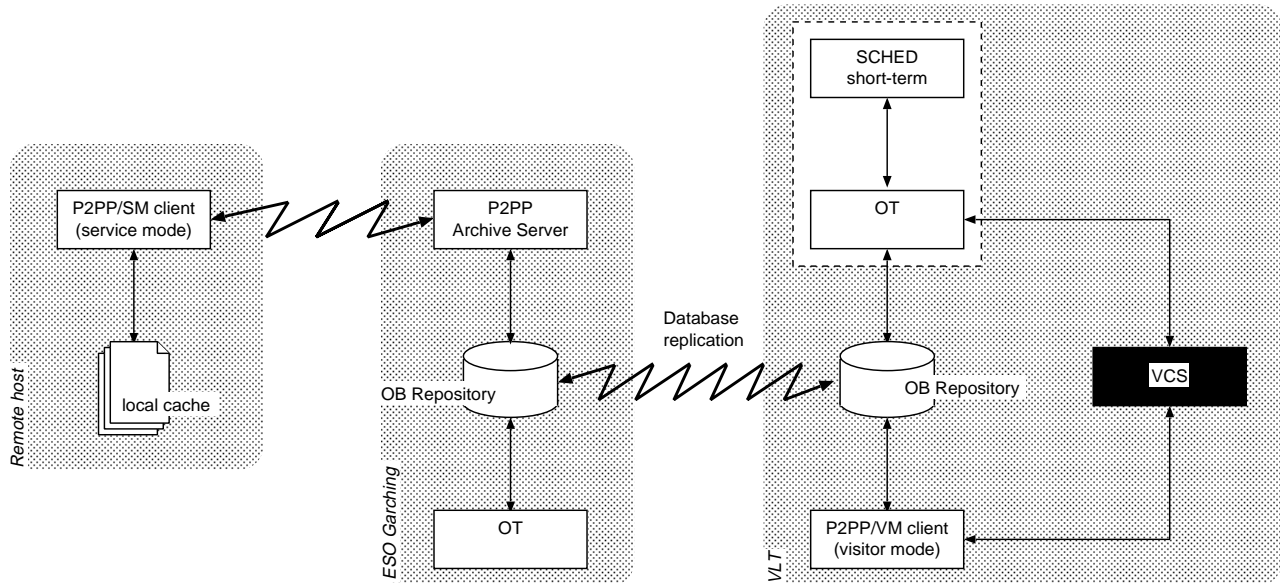 P2PP/SM client
(service mode)
local cache
Remote host
P2PP
Archive Server
OB Repository
OT
ESO Garching
Database
replication
SCHED
short-term
OT
OB Repository
VCS
P2PP/VM client
(visitor mode)
VLT